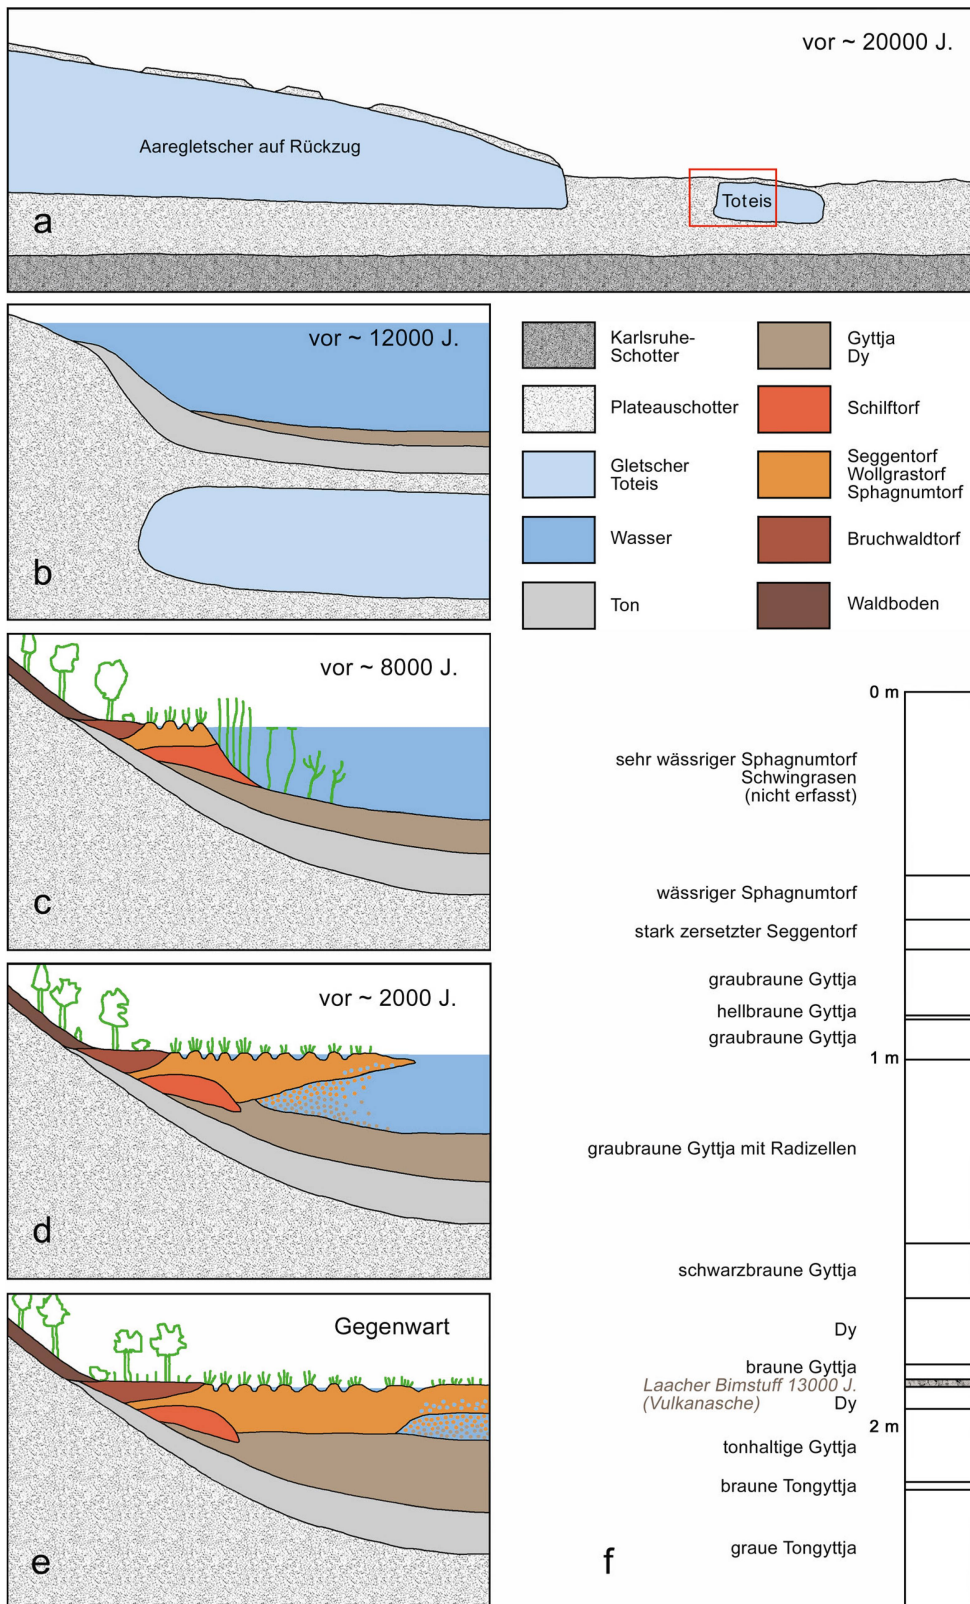 vor ~ 20000 J.
Aaregletscher auf Rückzug
Toteis
a
vor ~ 12000 J.
b
Karlsruhe-
Schotter
Plateauschotter
Gletscher
Toteis
Wasser
Ton
Gyttja
Dy
Schilftorf
Seggentorf
Wollgrastorf
Sphagnumtorf
Bruchwaldtorf
Waldboden
vor ~ 8000 J.
c
vor ~ 2000 J.
d
Gegenwart
e
0 m
sehr wässriger Sphagnumtorf
Schwingrasen
(nicht erfasst)
wässriger Sphagnumtorf
stark zersetzter Seggentorf
graubraune Gyttja
hellbraune Gyttja
graubraune Gyttja
1 m
graubraune Gyttja mit Radizellen
schwarzbraune Gyttja
Dy
braune Gyttja
Laacher Bimstuff 13000 J.
(Vulkanasche)
Dy
2 m
tonhaltige Gyttja
braune Tongyttja
graue Tongyttja
f